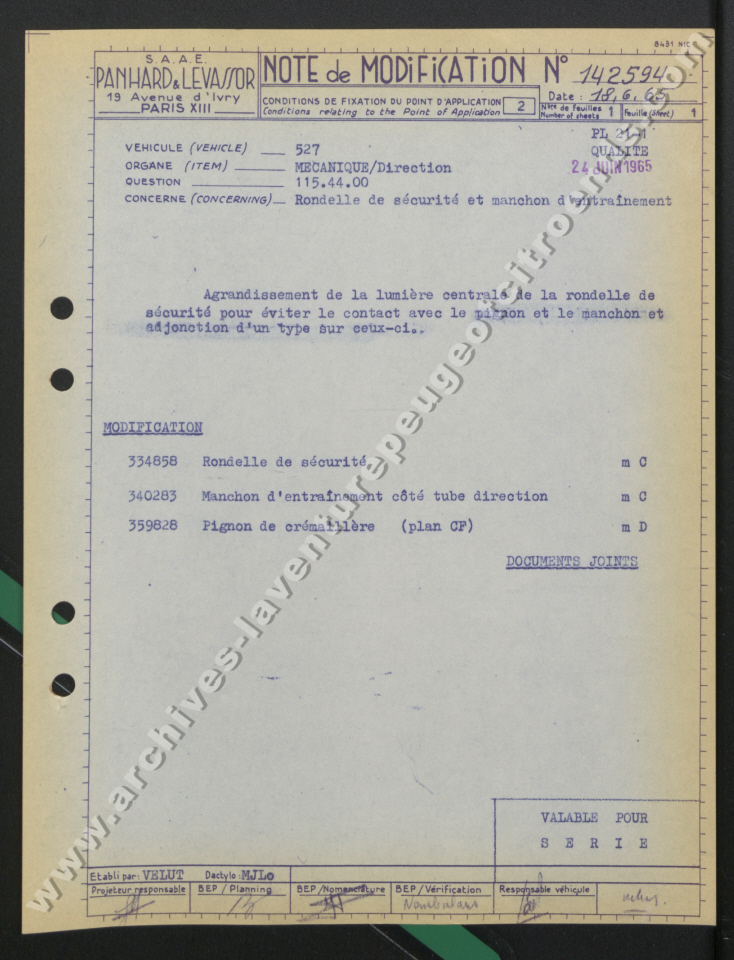 S.A.A.E.
PANHARD & LEVASSOR
19 Avenue d'Ivry
PARIS XIII
NOTE de MODIFICATION N° 142594
CONDITIONS DE FIXATION DU POINT D'APPLICATION 2
Conditions relating to the Point of Application
Date : 18.6.65
Nbre de feuilles 1
Number of sheets
Feuille (Sheet) 1
PL 21-1
VEHICULE (VEHICLE) 527
QUALITE
ORGANE (ITEM) MECANIQUE/Direction
24 JUIN 1965
QUESTION 115.44.00
CONCERNE (CONCERNING) Rondelle de sécurité et manchon d'entraînement
Agrandissement de la lumière centrale de la rondelle de
sécurité pour éviter le contact avec le pignon et le manchon et
adjonction d'un type sur ceux-ci..
MODIFICATION
334858 Rondelle de sécurité m C
340283 Manchon d'entraînement côté tube direction m C
359828 Pignon de crémaillère (plan CF) m D
DOCUMENTS JOINTS
www.archives-laventurepeugeotcitroends.com
VALABLE POUR
S E R I E
Etabli par : VELUT Dactylo : MJLo
Projeteur responsable BEP / Planning BEP / Nomenclature BEP / Vérification Responsable véhicule